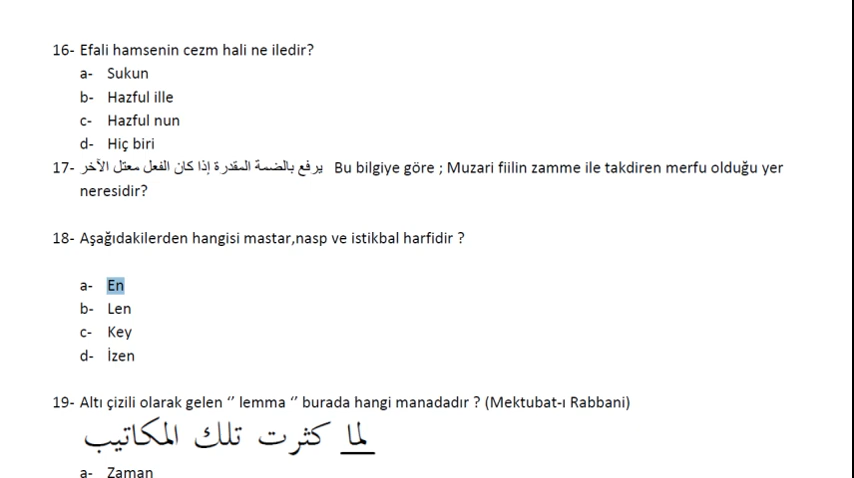 16- Efali hamsenin cezm hali ne iledir?
a- Sukun
b- Hazful ille
c- Hazful nun
d- Hiç biri
17- يرفع بالضمة المقدرة إذا كان الفعل معتل الآخر Bu bilgiye göre ; Muzari fiilin zamme ile takdiren merfu olduğu yer
neresidir?
18- Aşağıdakilerden hangisi mastar,nasp ve istikbal harfidir ?
a- En
b- Len
c- Key
d- İzen
19- Altı çizili olarak gelen ‘’ lemma ‘’ burada hangi manadadır ? (Mektubat-ı Rabbani)
لما كثرت تلك المكاتيب
a- Zaman